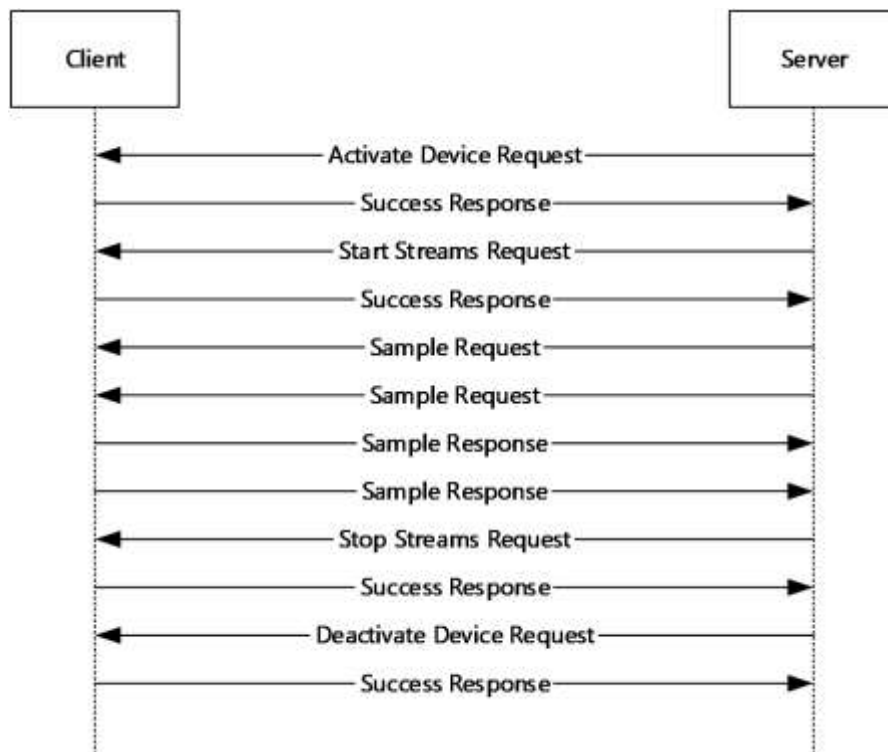 Client
Server
Activate Device Request
Success Response
Start Streams Request
Success Response
Sample Request
Sample Request
Sample Response
Sample Response
Stop Streams Request
Success Response
Deactivate Device Request
Success Response